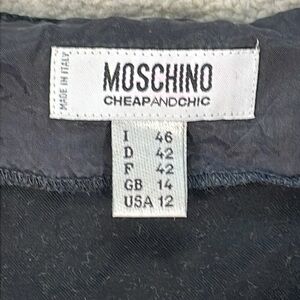 MADE IN ITALY
MOSCHINO
CHEAPANDCHIC
I 46
D 42
F 42
GB 14
USA 12